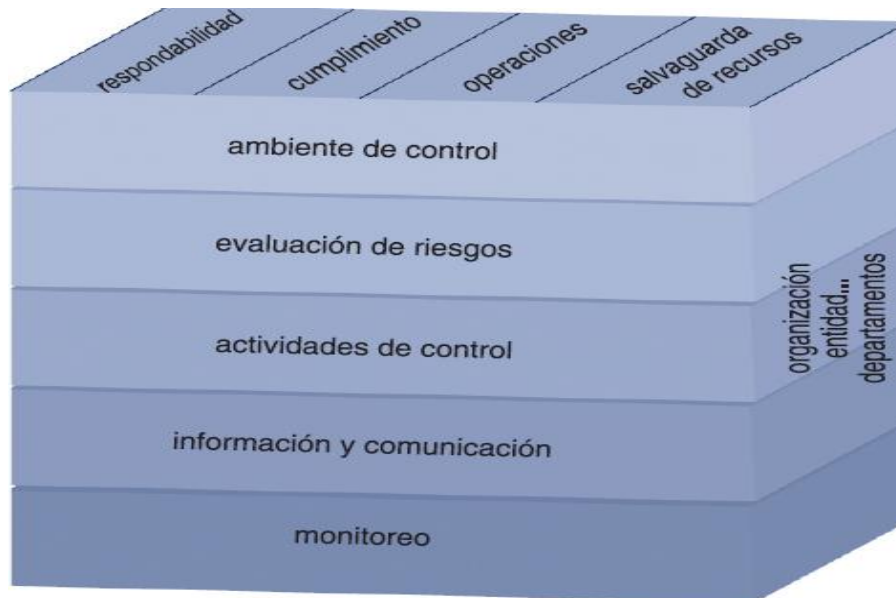 respondabilidad
cumplimiento
operaciones
salvaguarda
de recursos
ambiente de control
evaluación de riesgos
actividades de control
información y comunicación
monitoreo
organización
entidad...
departamentos